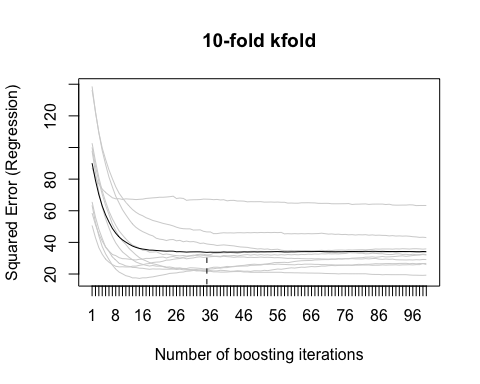 10-fold kfold
Squared Error (Regression)
120
80
60
40
20
1 8 16 26 36 46 56 66 76 86 96
Number of boosting iterations